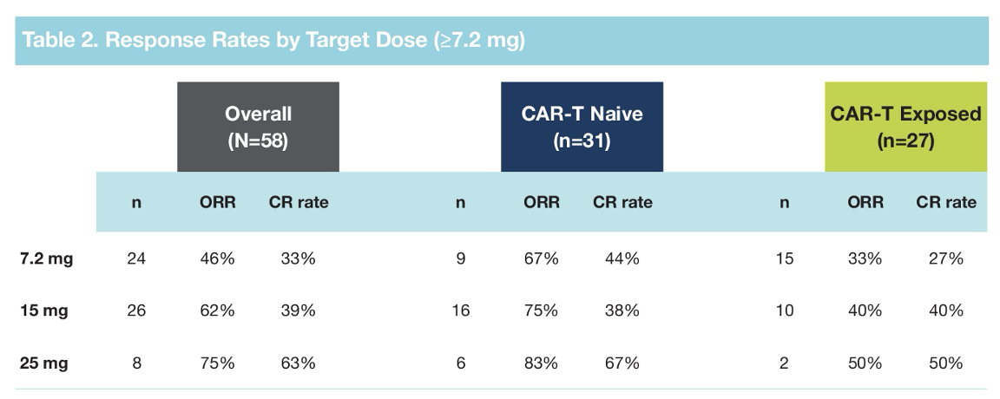 Table 2. Response Rates by Target Dose (≥7.2 mg)
Overall CAR-T Naive CAR-T Exposed
(N=58) (n=31) (n=27)
n ORR CR rate n ORR CR rate n ORR CR rate
7.2 mg 24 46% 33% 9 67% 44% 15 33% 27%
15 mg 26 62% 39% 16 75% 38% 10 40% 40%
25 mg 8 75% 63% 6 83% 67% 2 50% 50%